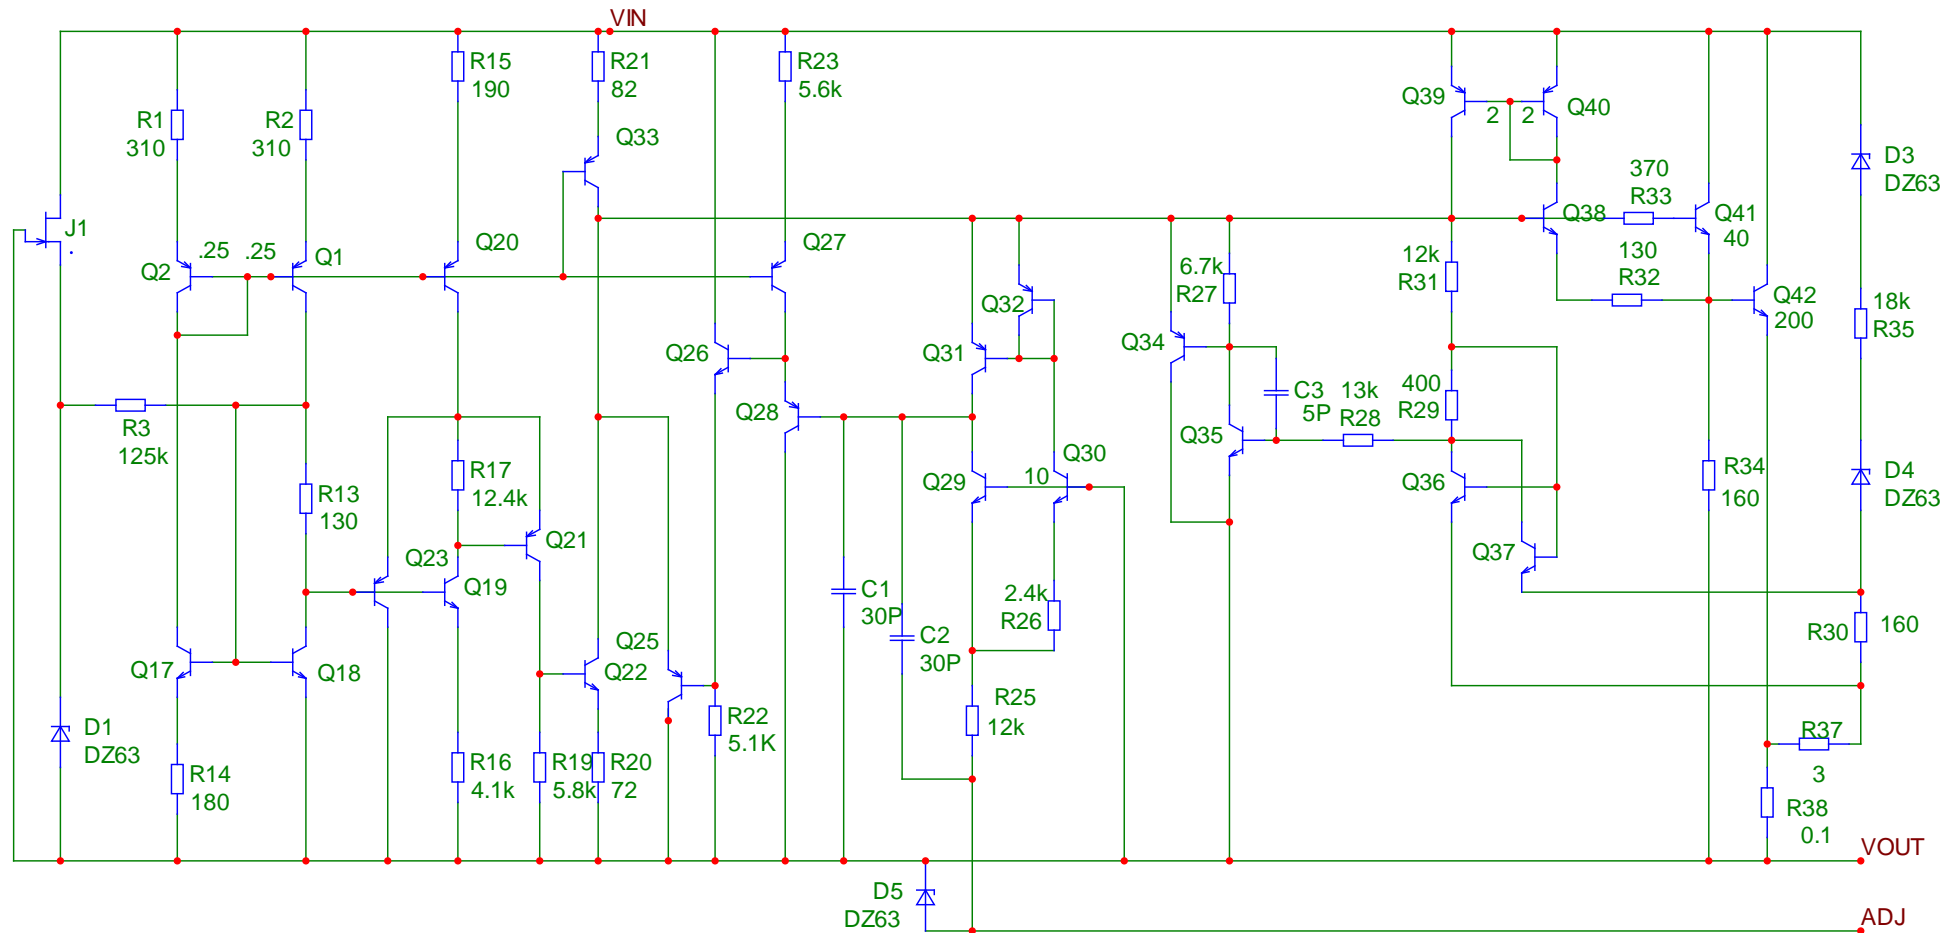 VIN
R15
190
R21
82
R23
5.6k
R1
310
R2
310
Q33
Q39
2
2
Q40
370
R33
D3
DZ63
J1
.
Q2
.25
.25
Q1
Q20
Q27
Q38
Q41
40
130
R32
6.7k
R27
12k
R31
Q32
Q42
200
18k
R35
Q26
Q31
Q34
Q28
C3
5P
13k
R28
400
R29
R3
125k
Q35
R13
130
R17
12.4k
Q29
10
Q30
Q36
R34
160
D4
DZ63
Q23
Q19
Q21
Q37
C1
30P
C2
30P
2.4k
R26
R30
160
Q17
Q18
Q25
Q22
D1
DZ63
R14
180
R16
4.1k
R19
5.8k
R20
72
R22
5.1K
R25
12k
R37
3
R38
0.1
VOUT
D5
DZ63
ADJ